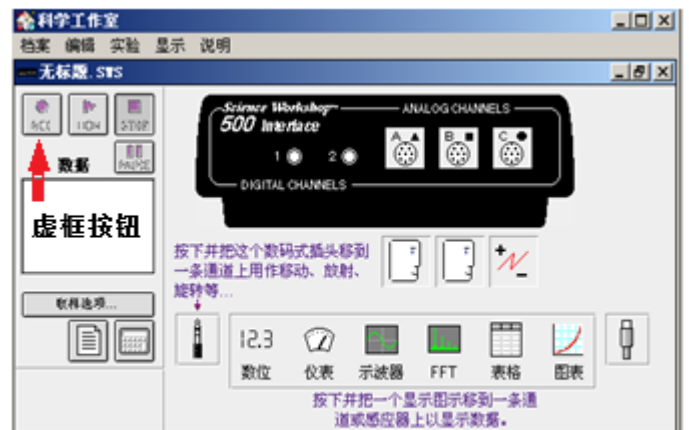 科学工作室
档案 编辑 实验 显示 说明
无标题.SWS
REC MON STOP
PAUSE
数据
虚框按钮
取样选项...
Science Workshop
500 Interface
ANALOG CHANNELS
A B C
1 2
DIGITAL CHANNELS
按下并把这个数码式插头移到
一条通道上用作移动、放射、
旋转等...
12.3
数位 仪表 示波器 FFT 表格 图表
按下并把一个显示图示移到一条通
道或感应器上以显示数据。